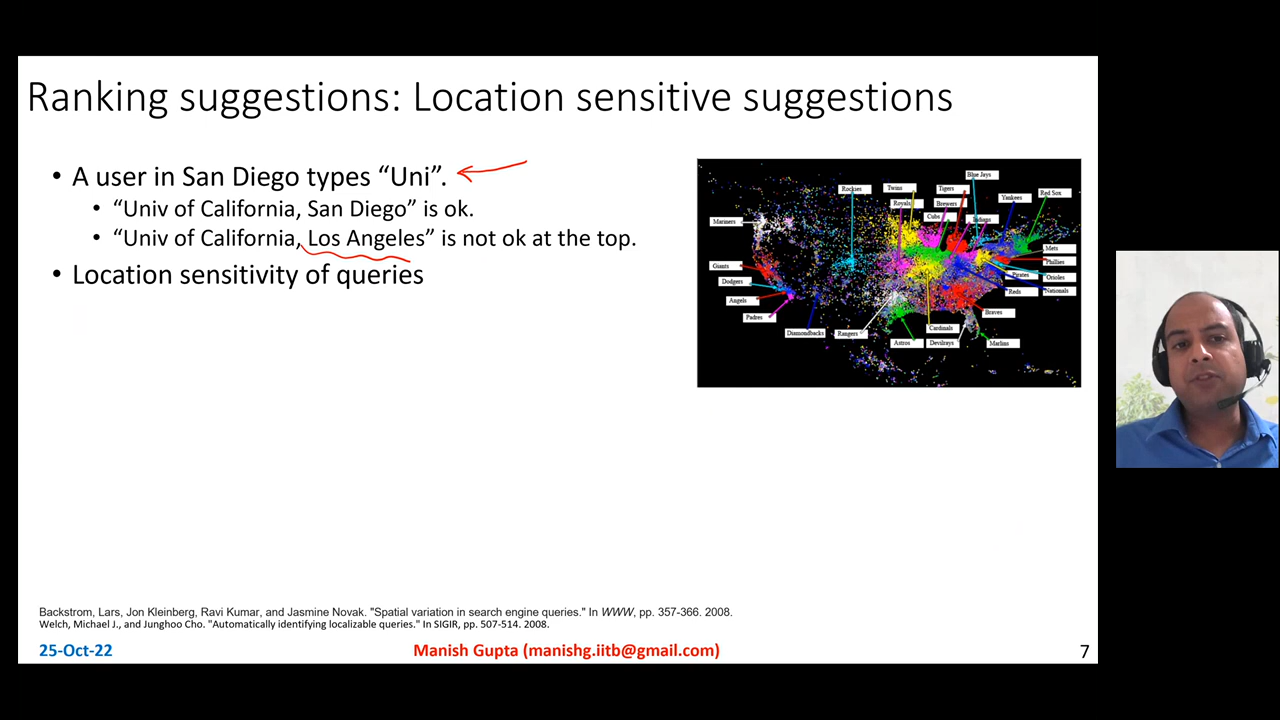 Ranking suggestions: Location sensitive suggestions
• A user in San Diego types “Uni”.
• “Univ of California, San Diego” is ok.
• “Univ of California, Los Angeles” is not ok at the top.
• Location sensitivity of queries
Blue Jays
Rockies
Twins
Tigers
Red Sox
Yankees
Royals
Brewers
Cubs
Indians
Mariners
Mets
Giants
Phillies
Pirates
Orioles
Dodgers
Reds
Nationals
Angels
Padres
Braves
Diamondbacks
Rangers
Cardinals
Astros
Devilrays
Marlins
Backstrom, Lars, Jon Kleinberg, Ravi Kumar, and Jasmine Novak. "Spatial variation in search engine queries." In WWW, pp. 357-366. 2008.
Welch, Michael J., and Junghoo Cho. "Automatically identifying localizable queries." In SIGIR, pp. 507-514. 2008.
25-Oct-22
Manish Gupta (manishg.iitb@gmail.com)
7